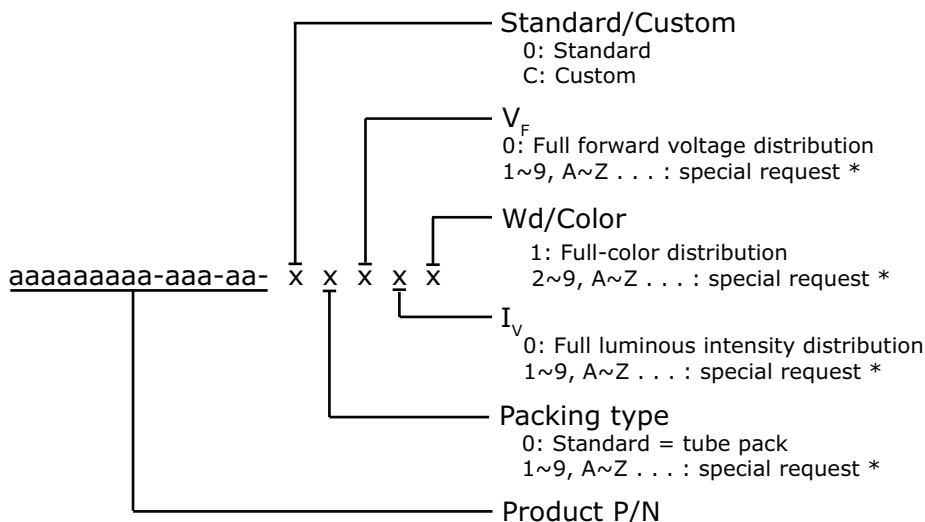 Standard/Custom
0: Standard
C: Custom
VF
0: Full forward voltage distribution
1~9, A~Z . . . : special request *
Wd/Color
1: Full-color distribution
2~9, A~Z . . . : special request *
aaaaaaaaa-aaa-aa- x x x x x
IV
0: Full luminous intensity distribution
1~9, A~Z . . . : special request *
Packing type
0: Standard = tube pack
1~9, A~Z . . . : special request *
Product P/N